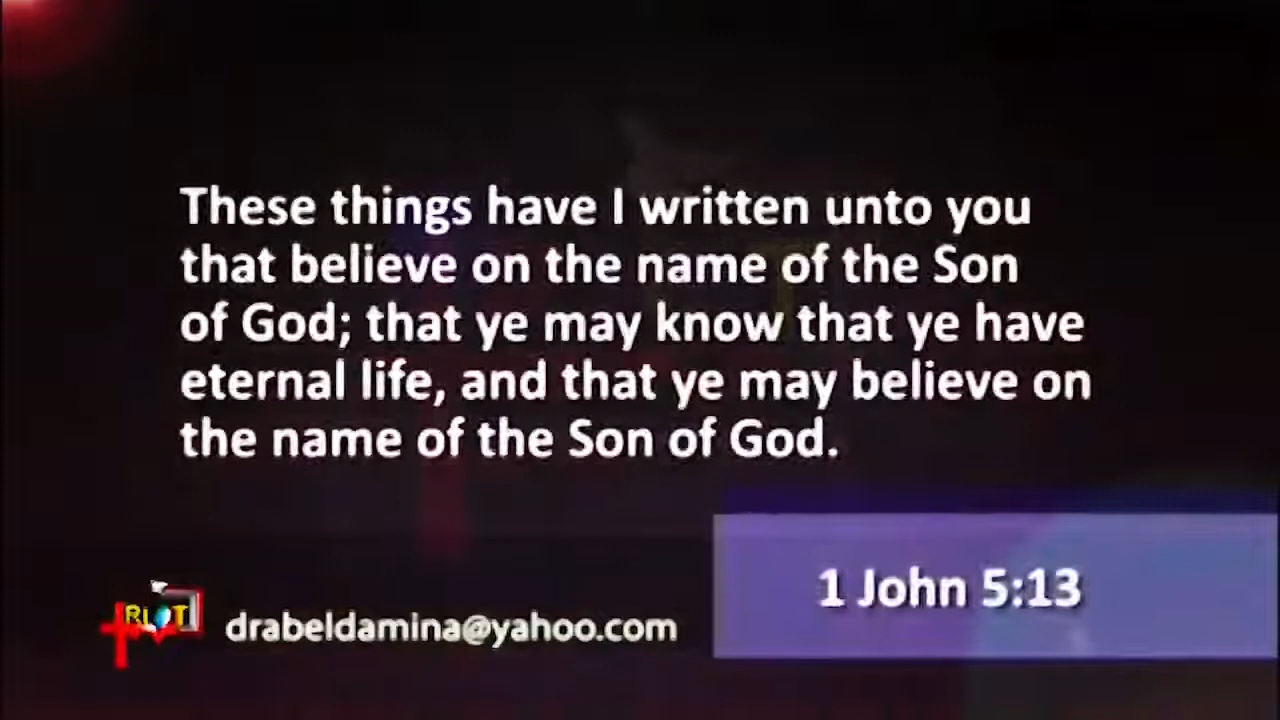 These things have I written unto you
that believe on the name of the Son
of God; that ye may know that ye have
eternal life, and that ye may believe on
the name of the Son of God.
1 John 5:13
RLOT
drabeldamina@yahoo.com